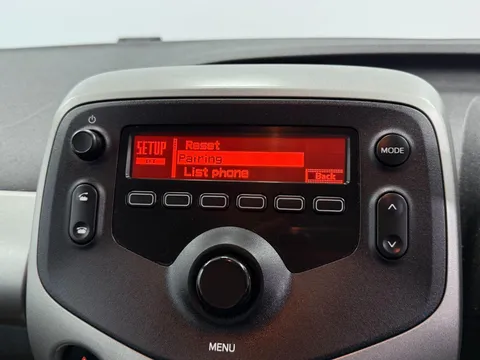 SETUP
Reset
Pairing
List phone
Back
MODE
MENU